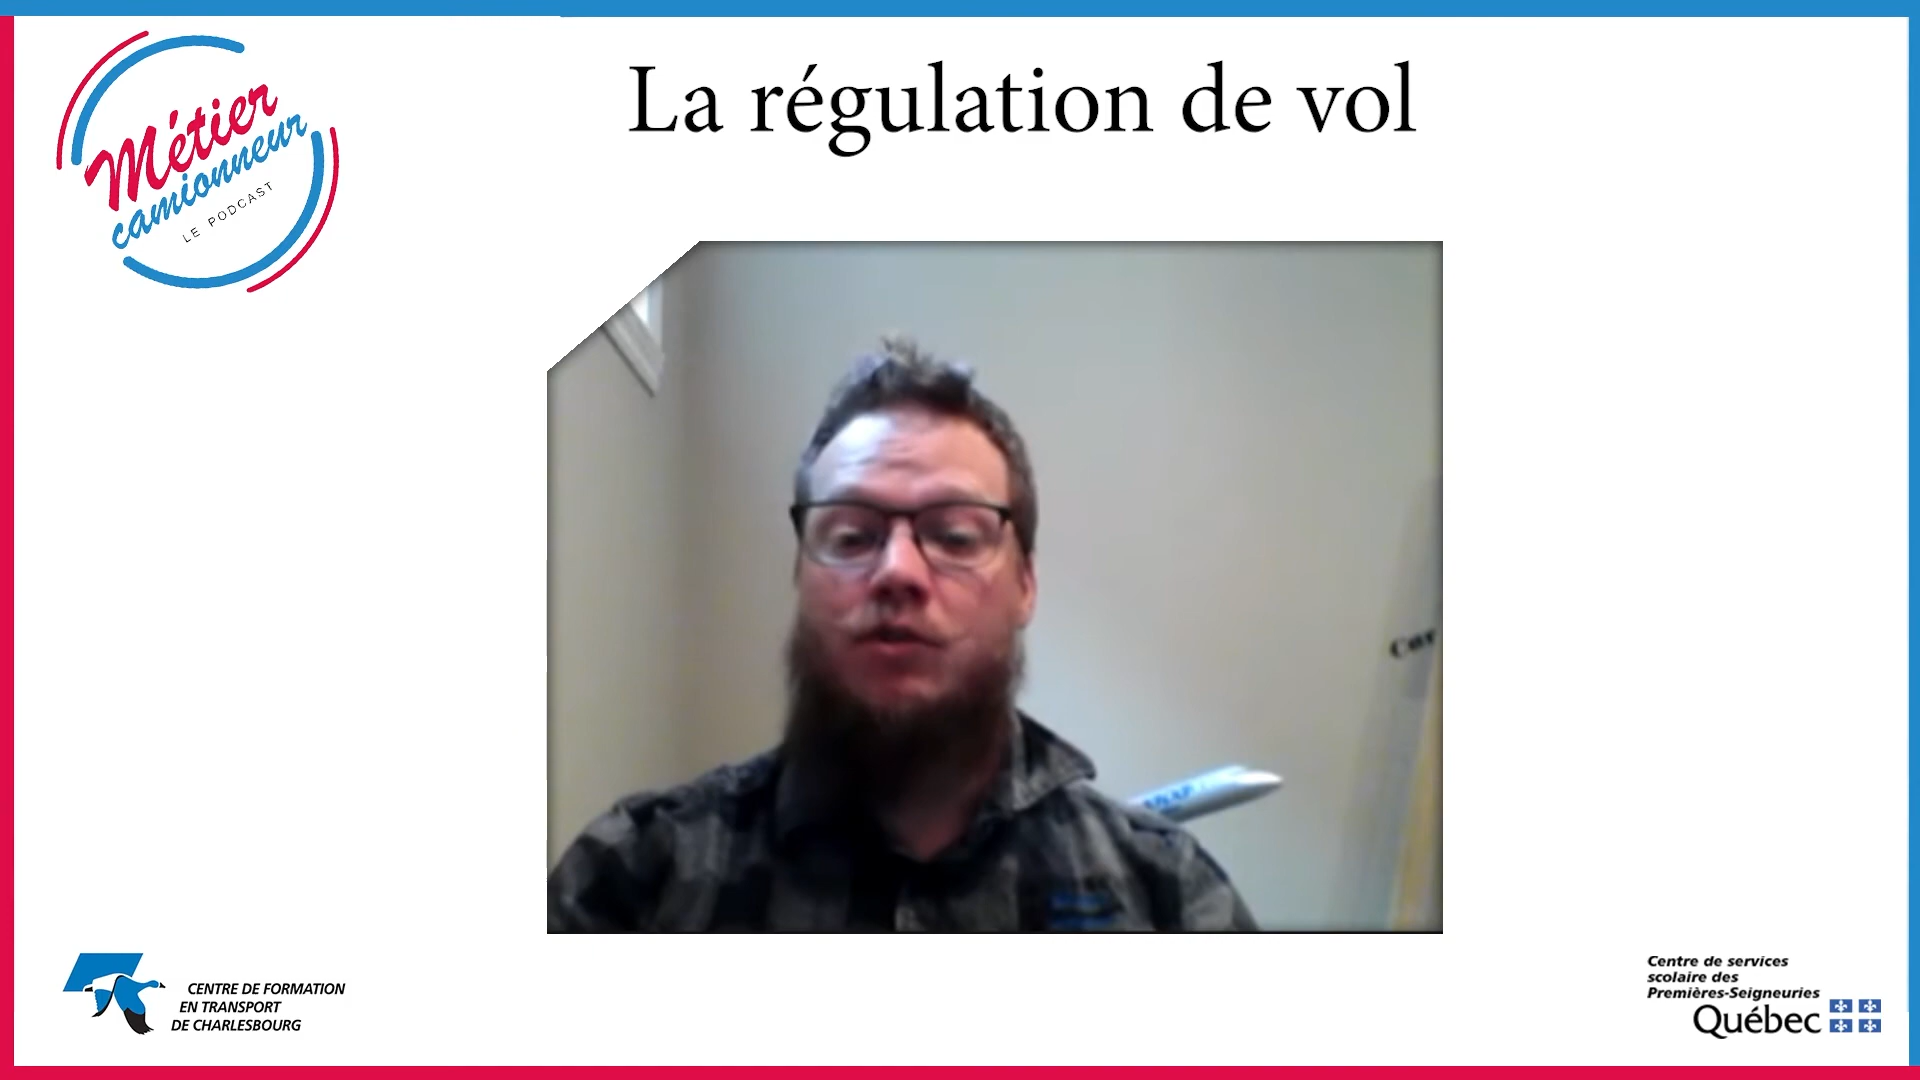 La régulation de vol
Métier
camionneur
LE PODCAST
CENTRE DE FORMATION
EN TRANSPORT
DE CHARLESBOURG
Centre de services
scolaire des
Premières-Seigneuries
Québec